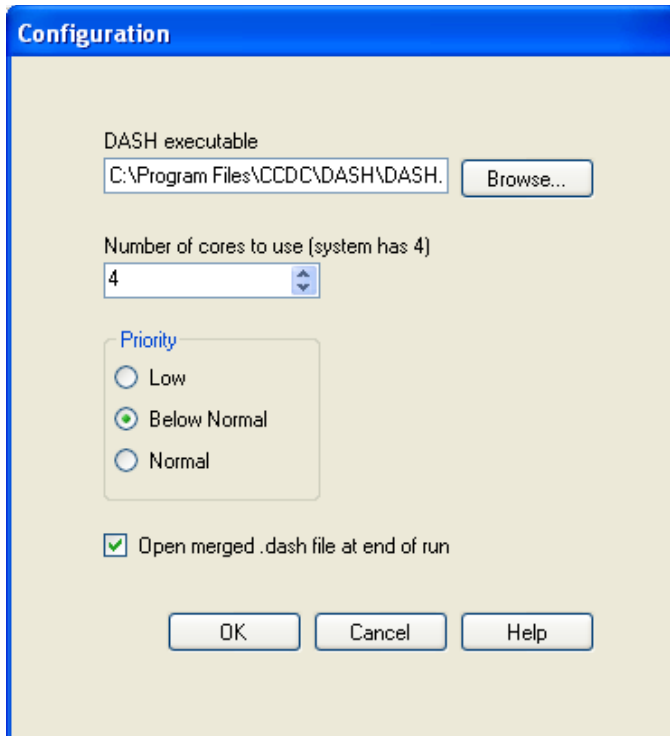 Configuration
DASH executable
C:\Program Files\CCDC\DASH\DASH.
Browse...
Number of cores to use (system has 4)
4
Priority
Low
Below Normal
Normal
Open merged .dash file at end of run
OK Cancel Help